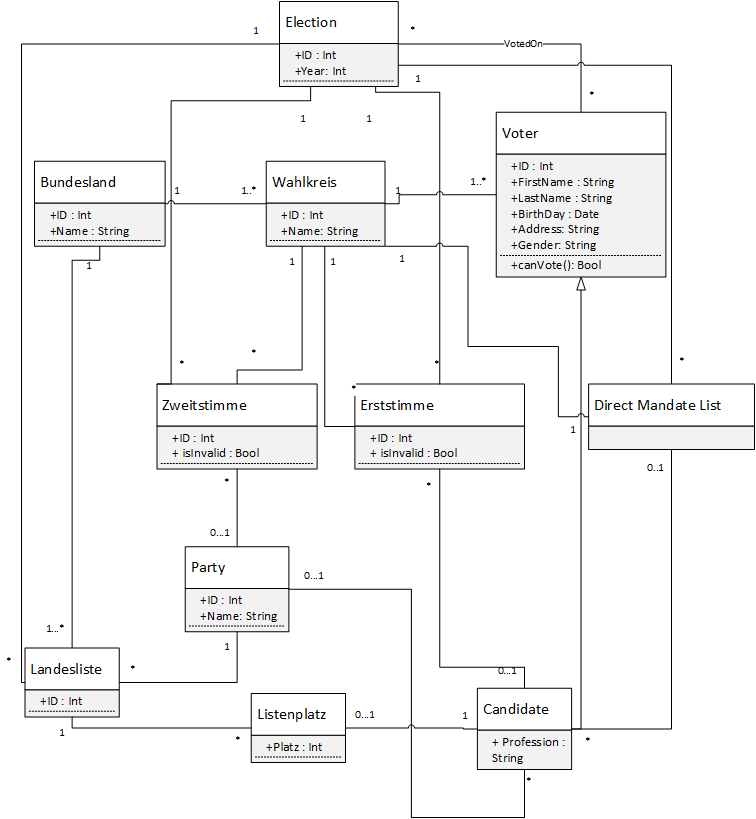 Election
+ID : Int
+Year: Int
1
*
VotedOn
1
1
1
*
Voter
+ID : Int
+FirstName : String
+LastName : String
+BirthDay : Date
+Address: String
+Gender: String
+canVote(): Bool
Bundesland
+ID : Int
+Name : String
1
1..*
Wahlkreis
+ID : Int
+Name: String
1
1..*
1
1
1
1
*
*
*
*
*
Zweitstimme
+ID : Int
+ isInvalid : Bool
Erststimme
+ID : Int
+ isInvalid : Bool
Direct Mandate List
1
0..1
*
*
0...1
Party
+ID : Int
+Name: String
0...1
1
1...*
*
*
Landesliste
+ID : Int
1
*
Listenplatz
+Platz : Int
0...1
1
0...1
Candidate
+ Profession :
String
*
*